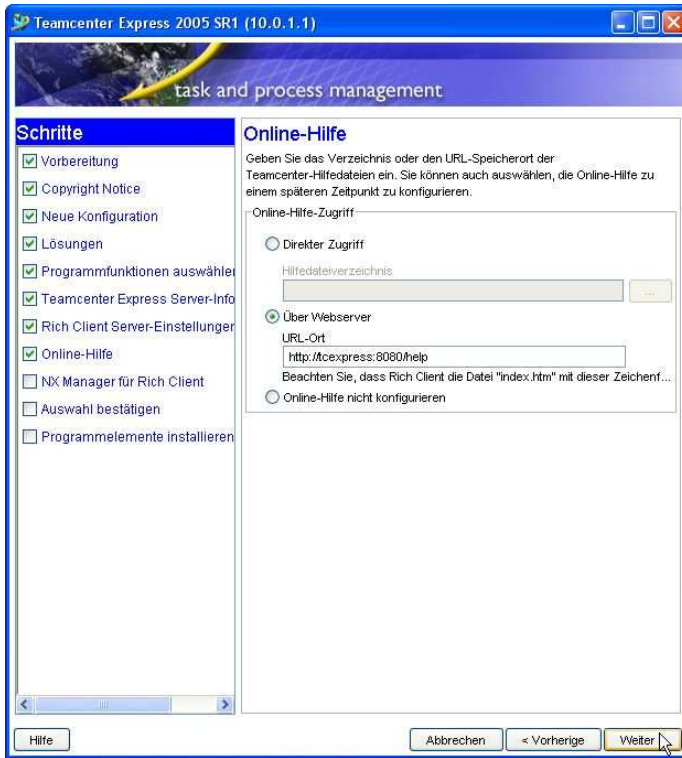 Teamcenter Express 2005 SR1 (10.0.1.1)
task and process management
Schritte
Vorbereitung
Copyright Notice
Neue Konfiguration
Lösungen
Programmfunktionen auswählen
Teamcenter Express Server-Info
Rich Client Server-Einstellungen
Online-Hilfe
NX Manager für Rich Client
Auswahl bestätigen
Programmelemente installieren
Online-Hilfe
Geben Sie das Verzeichnis oder den URL-Speicherort der
Teamcenter-Hilfedateien ein. Sie können auch auswählen, die Online-Hilfe zu
einem späteren Zeitpunkt zu konfigurieren.
Online-Hilfe-Zugriff
Direkter Zugriff
Hilfedateiverzeichnis
...
Über Webserver
URL-Ort
http://tcexpress:8080/help
Beachten Sie, dass Rich Client die Datei "index.htm" mit dieser Zeichenf...
Online-Hilfe nicht konfigurieren
Hilfe
Abbrechen
< Vorherige
Weiter